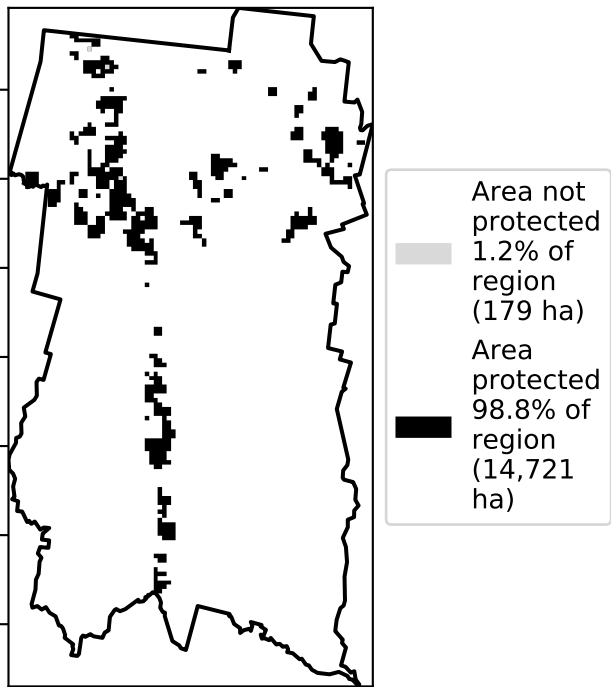 Area not
protected
1.2% of
region
(179 ha)
Area
protected
98.8% of
region
(14,721
ha)